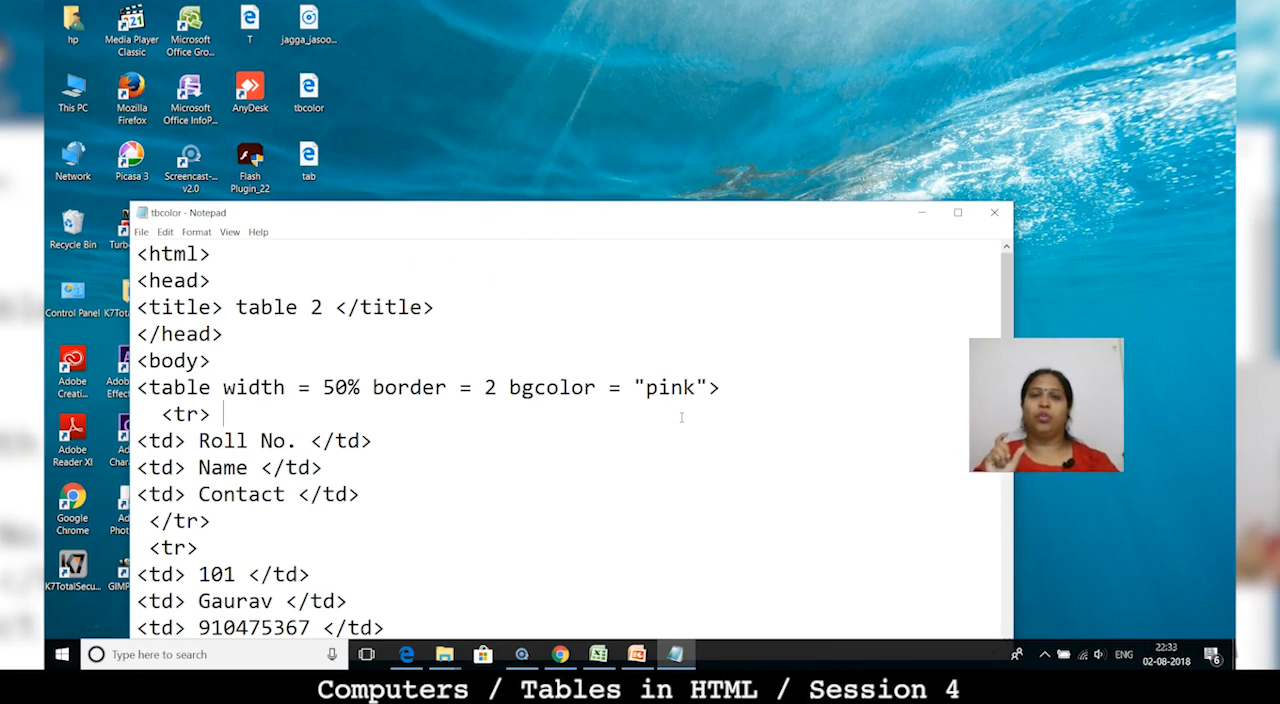 hp
Media Player Classic
Microsoft Office Gro...
T
jagga_jasoo...
This PC
Mozilla Firefox
Microsoft Office InfoP...
AnyDesk
tbcolor
Network
Picasa 3
Screencast-... v2.0
Flash Plugin_22
tab
Recycle Bin
Control Panel
Adobe Creati...
Adobe Reader XI
Google Chrome
K7TotalSecu...
tbcolor - Notepad
File Edit Format View Help
<html>
<head>
<title> table 2 </title>
</head>
<body>
<table width = 50% border = 2 bgcolor = "pink">
<tr>
<td> Roll No. </td>
<td> Name </td>
<td> Contact </td>
</tr>
<tr>
<td> 101 </td>
<td> Gaurav </td>
<td> 910475367 </td>
Type here to search
ENG
22:33
02-08-2018
6
Computers / Tables in HTML / Session 4